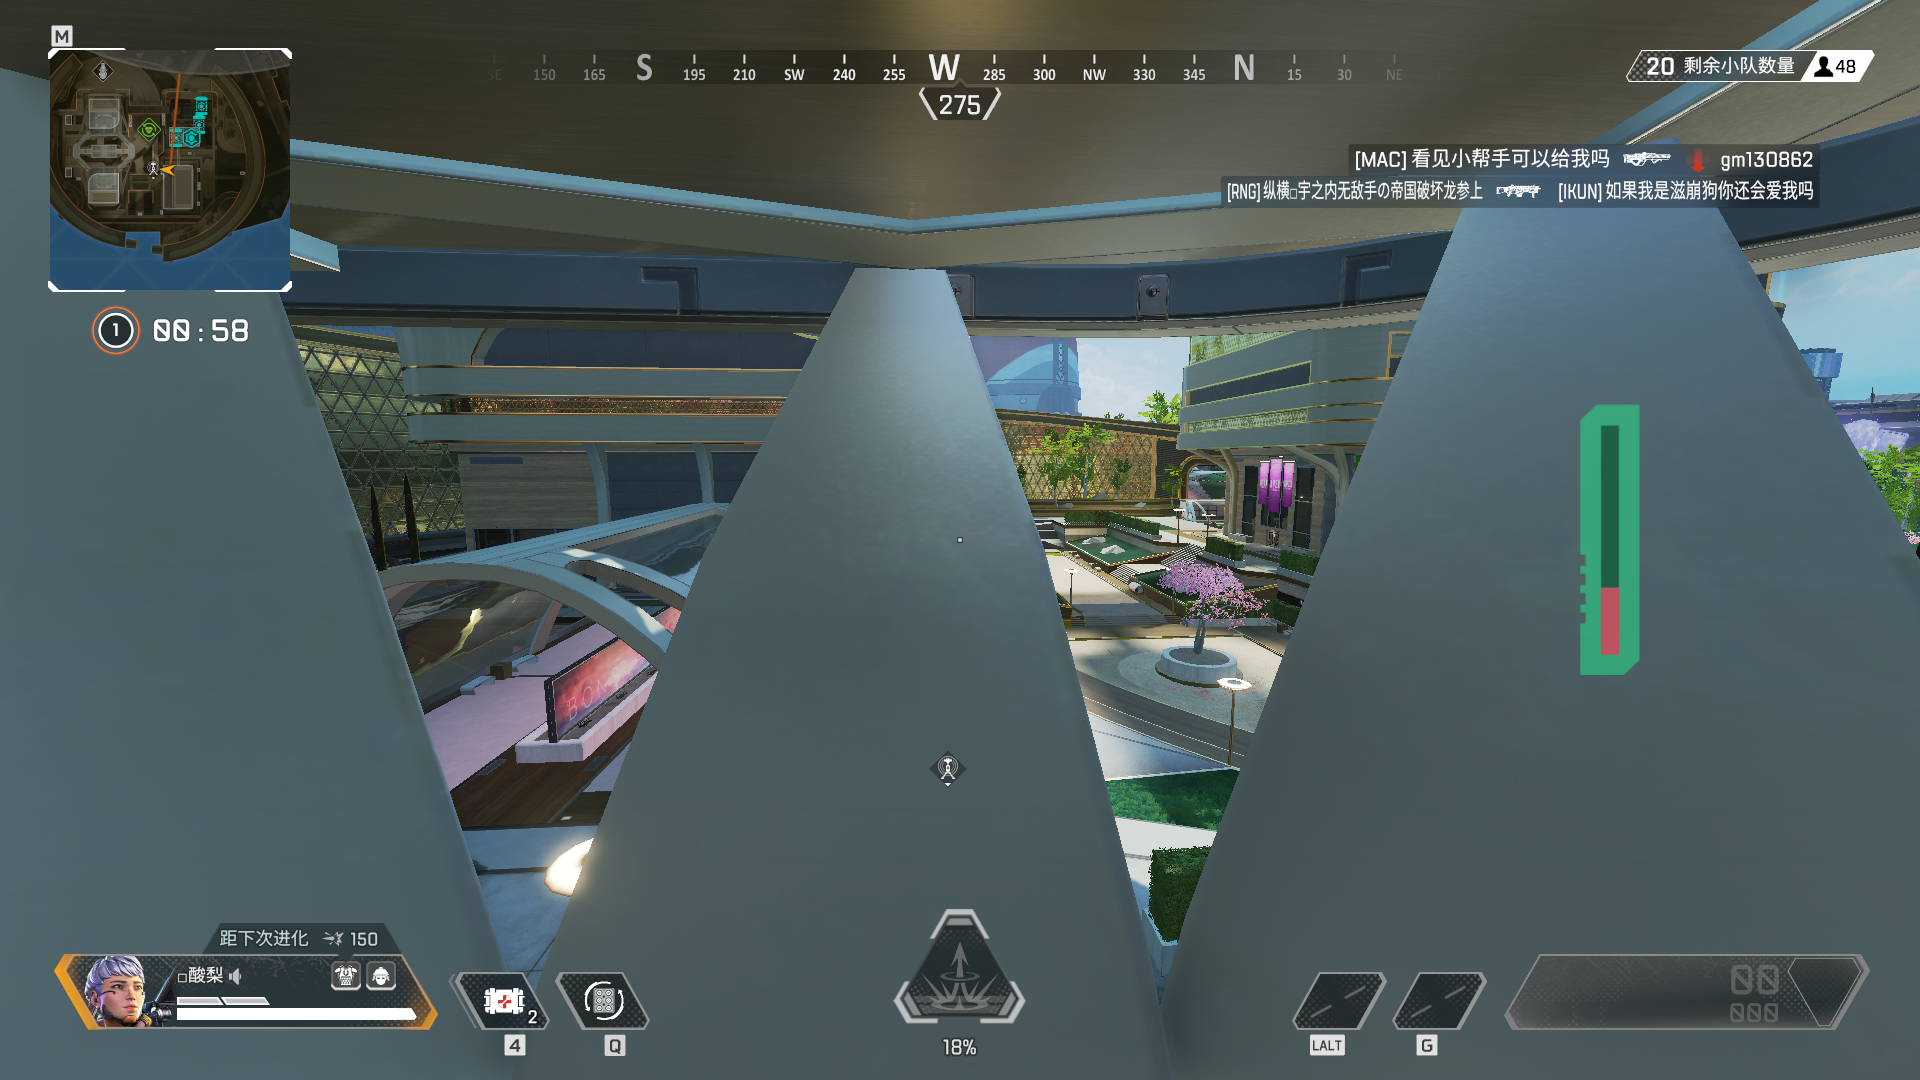 M
SE 150 165 S 195 210 SW 240 255 W 285 300 NW 330 345 N 15 30 NE
275
20 剩余小队数量 48
[MAC] 看见小帮手可以给我吗 gm130862
[RNG] 纵横□宇之内无敌手の帝国破坏龙参上 [IKUN] 如果我是滋崩狗你还会爱我吗
1 00:58
BON
距下次进化 150
□酸梨
2
4
Q
18%
LALT
G
00
000